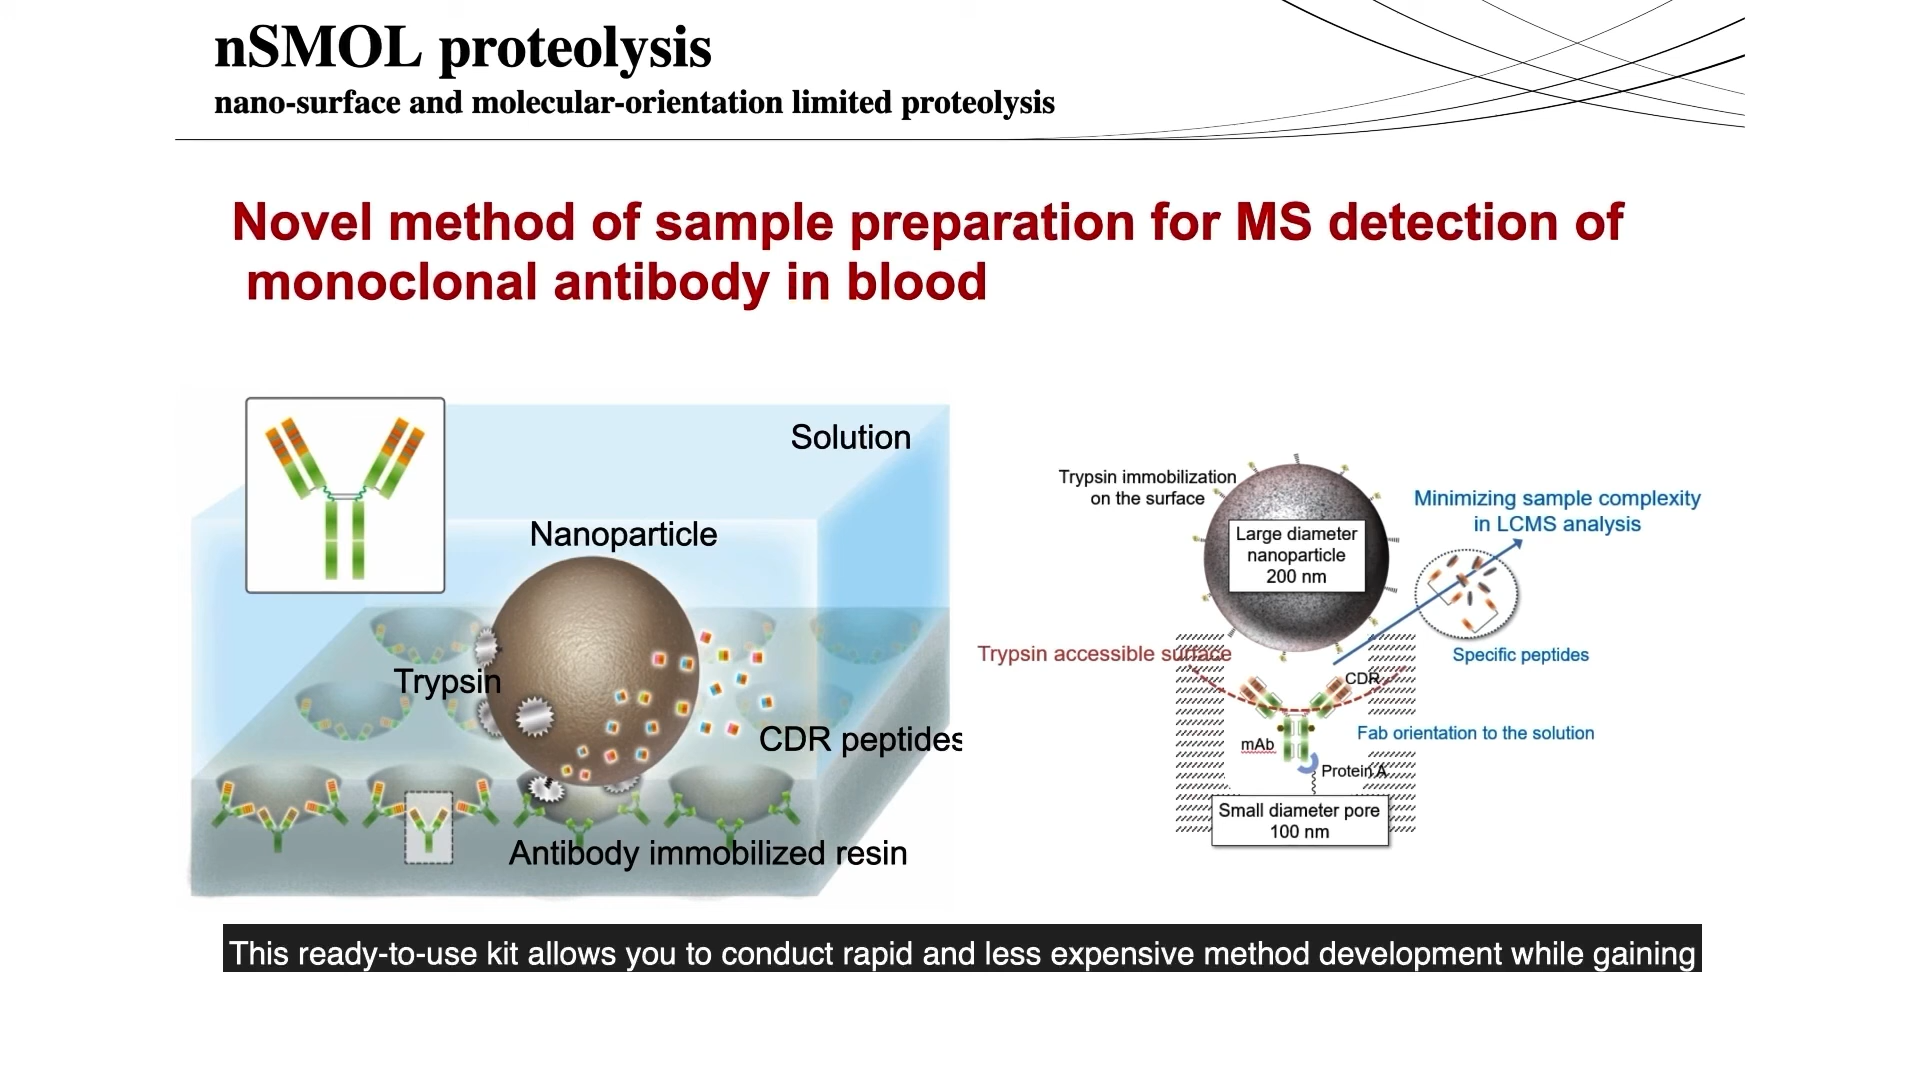 nSMOL proteolysis
nano-surface and molecular-orientation limited proteolysis
Novel method of sample preparation for MS detection of
monoclonal antibody in blood
Solution
Nanoparticle
Trypsin
CDR peptides
Antibody immobilized resin
Trypsin immobilization
on the surface
Large diameter
nanoparticle
200 nm
Minimizing sample complexity
in LCMS analysis
Trypsin accessible surface
Specific peptides
CDR
Fab orientation to the solution
mAb
Protein A
Small diameter pore
100 nm
This ready-to-use kit allows you to conduct rapid and less expensive method development while gaining